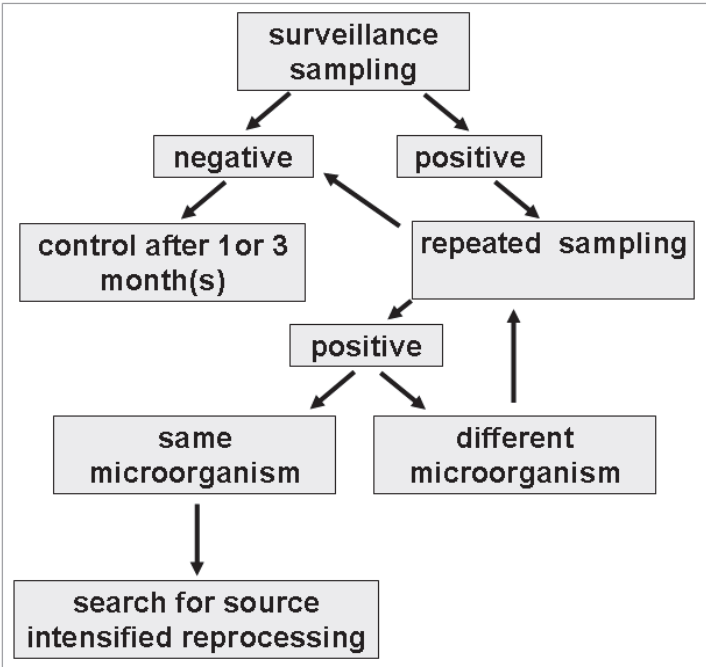 surveillance
sampling
negative
positive
control after 1or 3
month(s)
repeated sampling
positive
same
microorganism
different
microorganism
search for source
intensified reprocessing